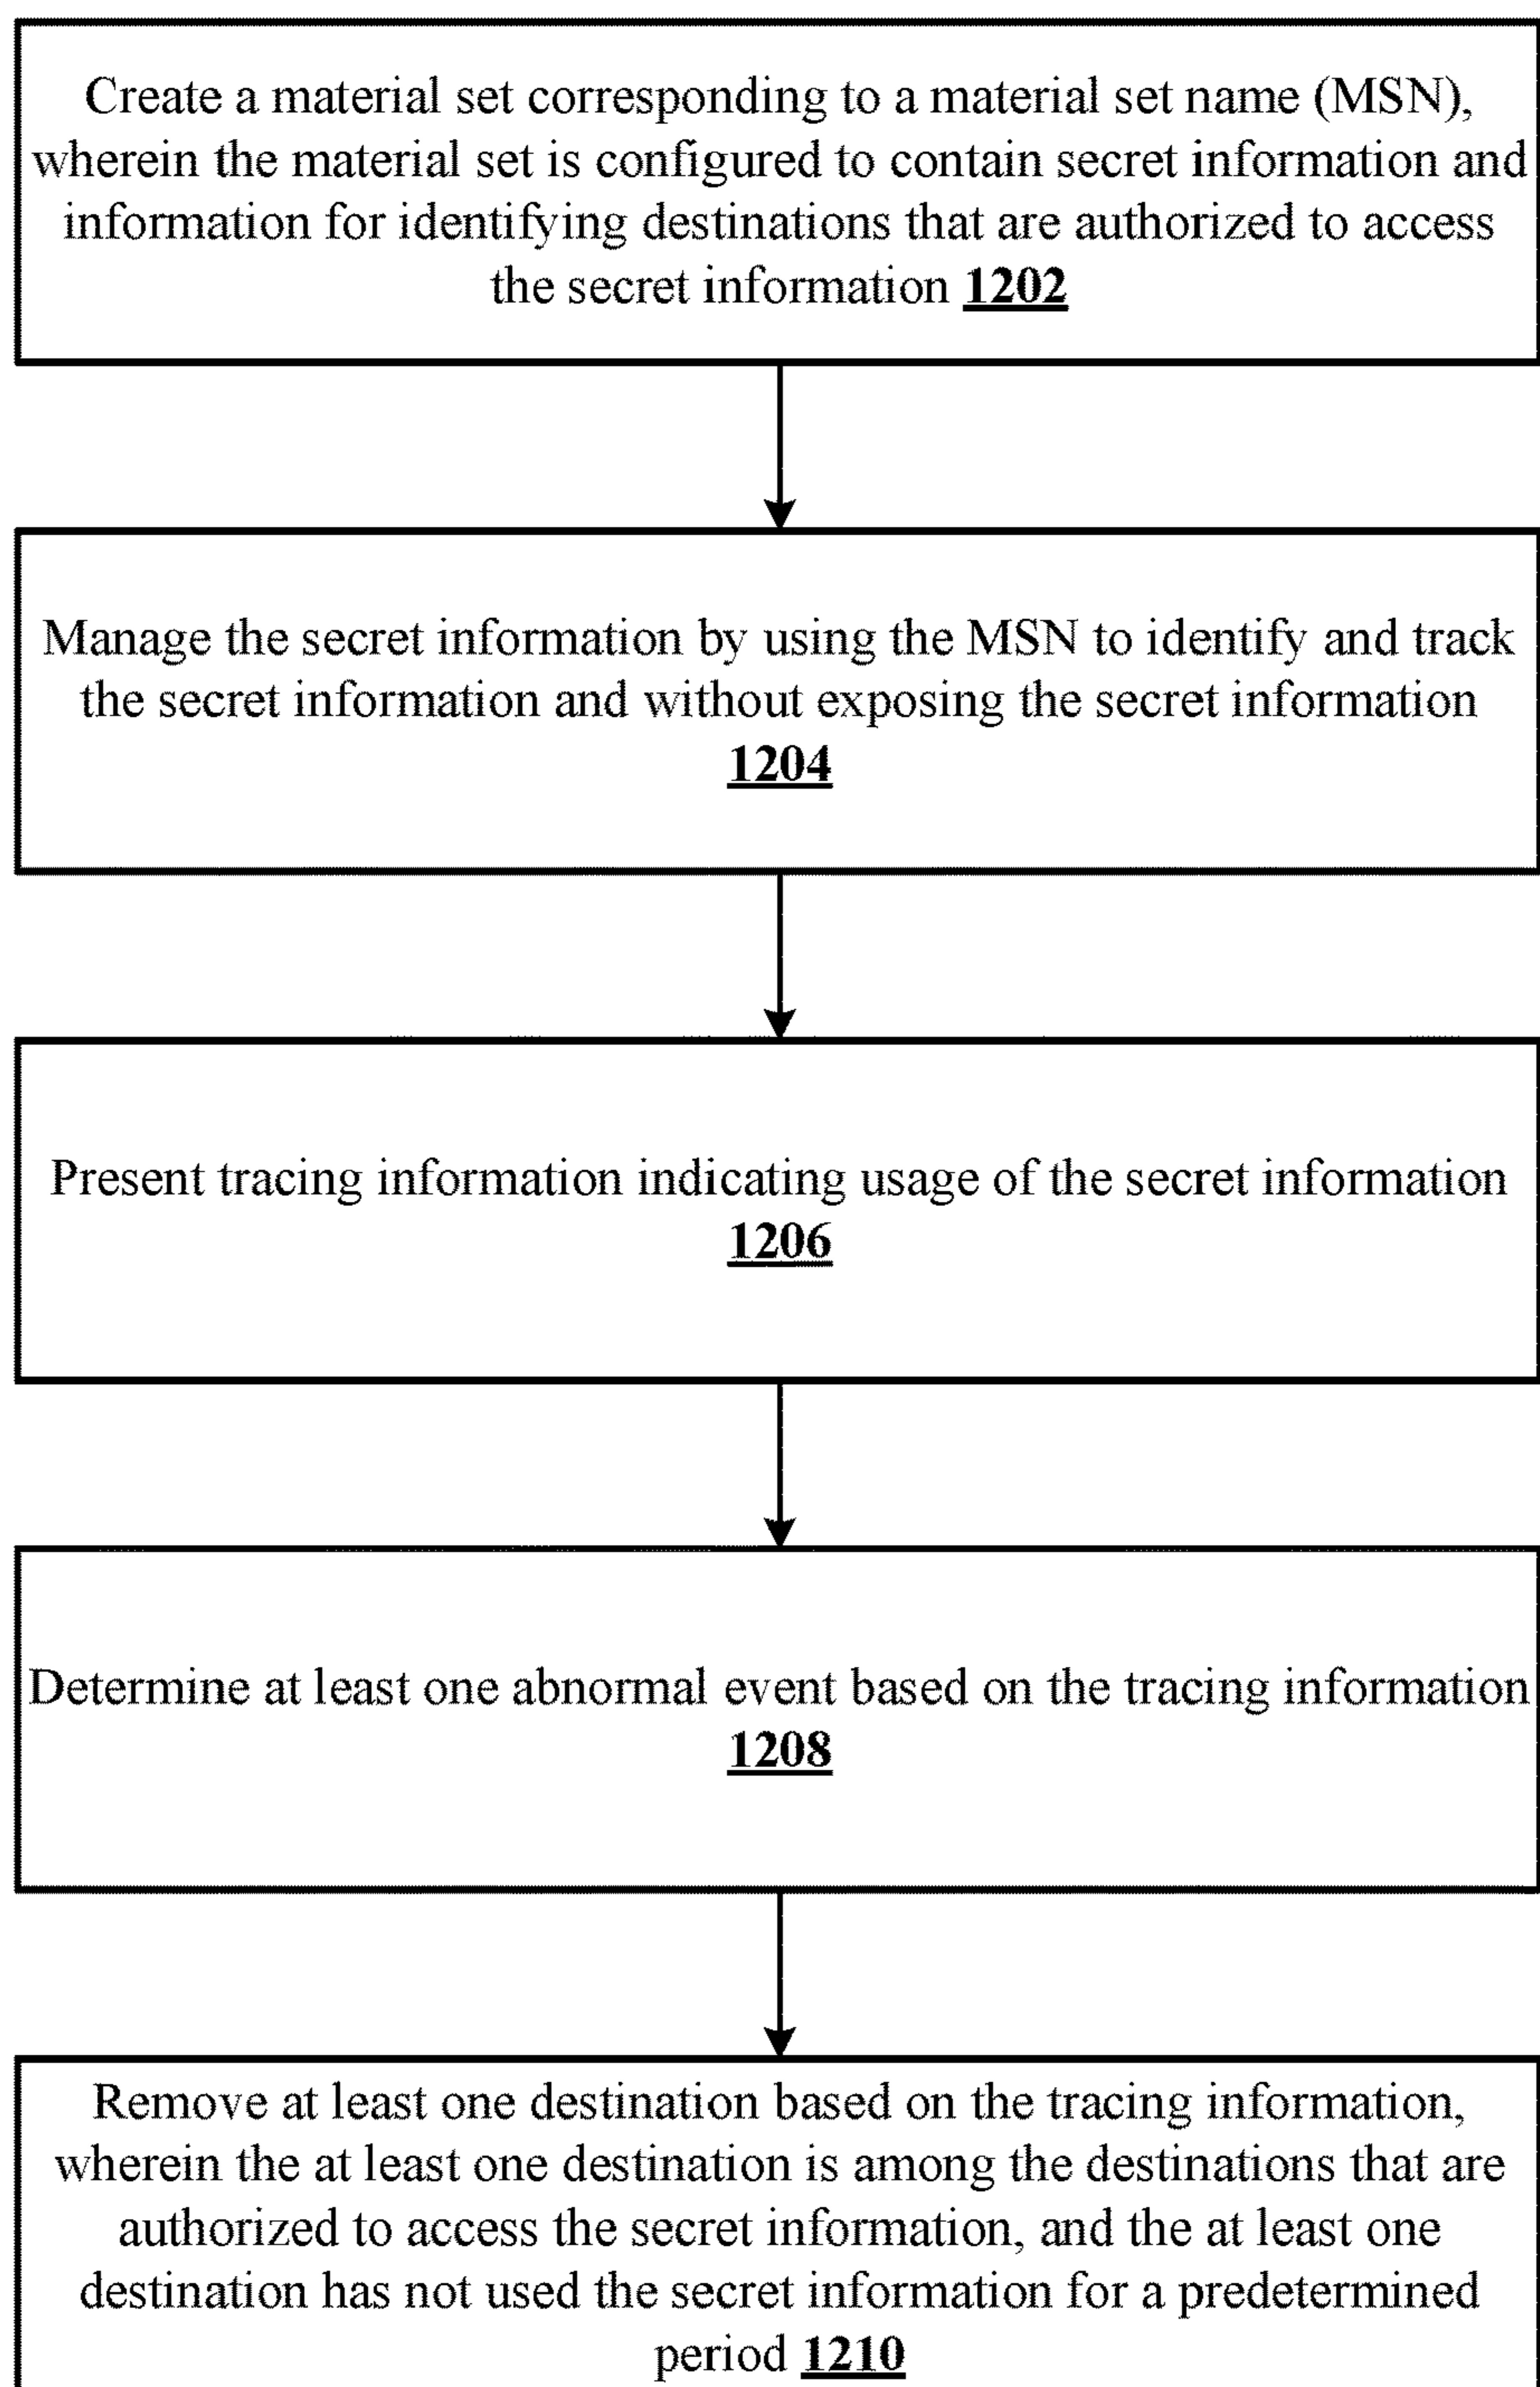 Create a material set corresponding to a material set name (MSN),
wherein the material set is configured to contain secret information and
information for identifying destinations that are authorized to access
the secret information 1202
Manage the secret information by using the MSN to identify and track
the secret information and without exposing the secret information
1204
Present tracing information indicating usage of the secret information
1206
Determine at least one abnormal event based on the tracing information
1208
Remove at least one destination based on the tracing information,
wherein the at least one destination is among the destinations that are
authorized to access the secret information, and the at least one
destination has not used the secret information for a predetermined
period 1210